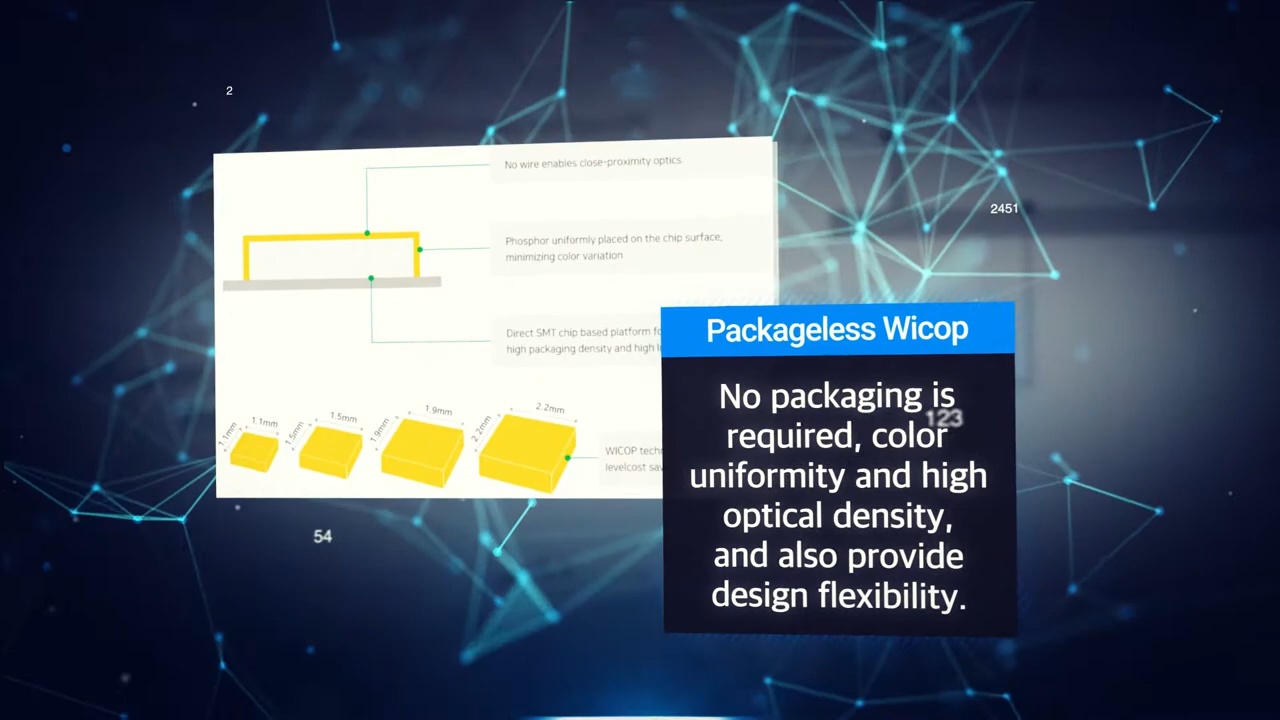 2
No wire enables close-proximity optics
2451
Phosphor uniformly placed on the chip surface,
minimizing color variation
Direct SMT chip based platform
high packaging density and high
Packageless Wicop
No packaging is
required, color
uniformity and high
optical density,
and also provide
design flexibility.
123
1.1mm
1.1mm
1.5mm
1.5mm
1.9mm
1.9mm
2.2mm
2.2mm
WICOP
levelcost
54